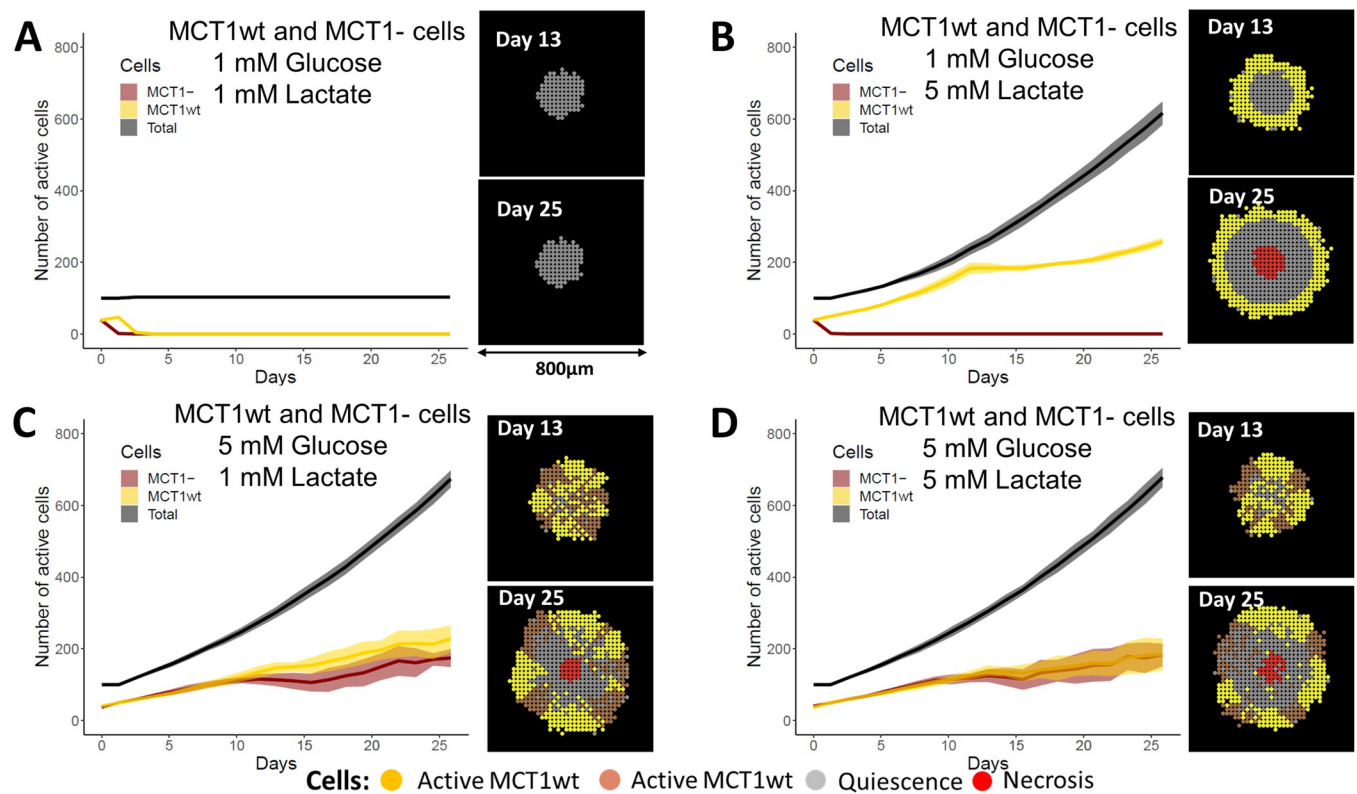 A
MCT1wt and MCT1- cells
1 mM Glucose
1 mM Lactate
Cells
MCT1−
MCT1wt
Total
Number of active cells
800
600
400
200
0
0 5 10 15 20 25
Days
Day 13
Day 25
800µm
B
MCT1wt and MCT1- cells
1 mM Glucose
5 mM Lactate
Cells
MCT1−
MCT1wt
Total
Number of active cells
800
600
400
200
0
0 5 10 15 20 25
Days
Day 13
Day 25
C
MCT1wt and MCT1- cells
5 mM Glucose
1 mM Lactate
Cells
MCT1−
MCT1wt
Total
Number of active cells
800
600
400
200
0
0 5 10 15 20 25
Days
Day 13
Day 25
D
MCT1wt and MCT1- cells
5 mM Glucose
5 mM Lactate
Cells
MCT1−
MCT1wt
Total
Number of active cells
800
600
400
200
0
0 5 10 15 20 25
Days
Day 13
Day 25
Cells: Active MCT1wt Active MCT1wt Quiescence Necrosis